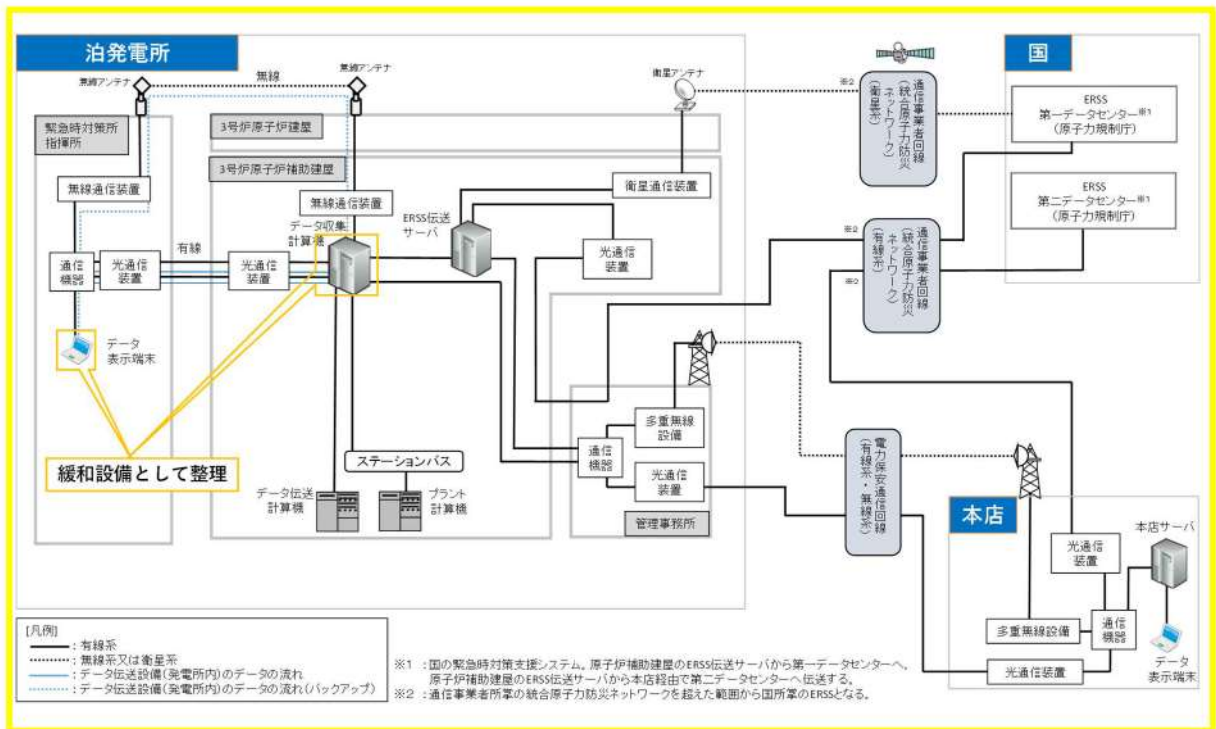 泊発電所
国
無線アンテナ
無線
無線アンテナ
衛星アンテナ
※2
通信事業者回線
(統合原子力防災
ネットワーク)
(衛星系)
ERSS
第一データセンター※1
(原子力規制庁)
緊急時対策所
指揮所
3号炉原子炉建屋
3号炉原子炉補助建屋
無線通信装置
無線通信装置
衛星通信装置
ERSS
第二データセンター※1
(原子力規制庁)
データ収集
計算機
ERSS伝送
サーバ
有線
通信
機器
光通信
装置
光通信
装置
光通信
装置
※2
※2
通信事業者回線
(統合原子力防災
ネットワーク)
(有線系)
データ
表示端末
緩和設備として整理
ステーションバス
データ伝送
計算機
プラント
計算機
多重無線
設備
通信
機器
光通信
装置
管理事務所
電力保安通信回線
(有線系・無線系)
本店
本店サーバ
光通信
装置
多重無線設備
通信
機器
光通信装置
データ
表示端末
[凡例]
:有線系
:無線系又は衛星系
:データ伝送設備(発電所内)のデータの流れ
:データ伝送設備(発電所内)のデータの流れ(バックアップ)
※1 :国の緊急時対策支援システム。原子炉補助建屋のERSS伝送サーバから第一データセンターへ、
原子炉補助建屋のERSS伝送サーバから本店経由で第二データセンターへ伝送する。
※2 :通信事業者所掌の統合原子力防災ネットワークを超えた範囲から国所掌のERSSとなる。